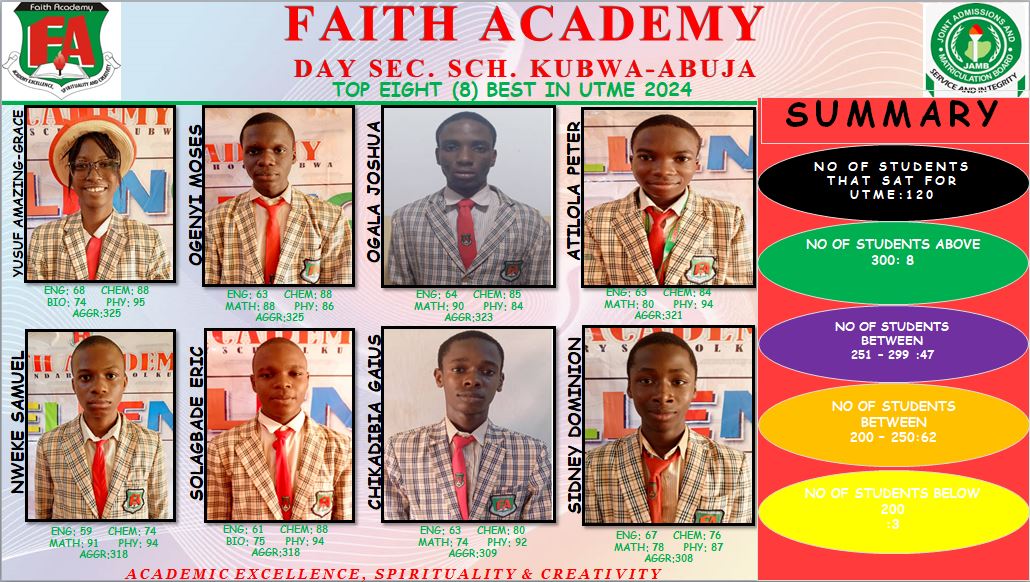 Faith Academy
FA
ACADEMIC EXCELLENCE, SPIRITUALITY AND CREATIVITY
FAITH ACADEMY
DAY SEC. SCH. KUBWA-ABUJA
TOP EIGHT (8) BEST IN UTME 2024
JOINT ADMISSIONS AND MATRICULATION BOARD
JAMB
SERVICE AND INTEGRITY
YUSUF AMAZING-GRACE
ENG; 68 CHEM; 88
BIO; 74 PHY; 95
AGGR;325
OGENYI MOSES
ENG; 63 CHEM; 88
MATH; 88 PHY; 86
AGGR;325
OGALA JOSHUA
ENG; 64 CHEM; 85
MATH; 90 PHY; 84
AGGR;323
ATILOLA PETER
ENG; 63 CHEM; 84
MATH; 80 PHY; 94
AGGR;321
NWEKE SAMUEL
ENG; 59 CHEM; 74
MATH; 91 PHY; 94
AGGR;318
SOLAGBADE ERIC
ENG; 61 CHEM; 88
BIO; 75 PHY; 94
AGGR;318
CHIKADIBIA GAIUS
ENG; 63 CHEM; 80
MATH; 74 PHY; 92
AGGR;309
SIDNEY DOMINION
ENG; 67 CHEM; 76
MATH; 78 PHY; 87
AGGR;308
SUMMARY
NO OF STUDENTS
THAT SAT FOR
UTME:120
NO OF STUDENTS ABOVE
300: 8
NO OF STUDENTS
BETWEEN
251 – 299 :47
NO OF STUDENTS
BETWEEN
200 – 250:62
NO OF STUDENTS BELOW
200
:3
ACADEMIC EXCELLENCE, SPIRITUALITY & CREATIVITY